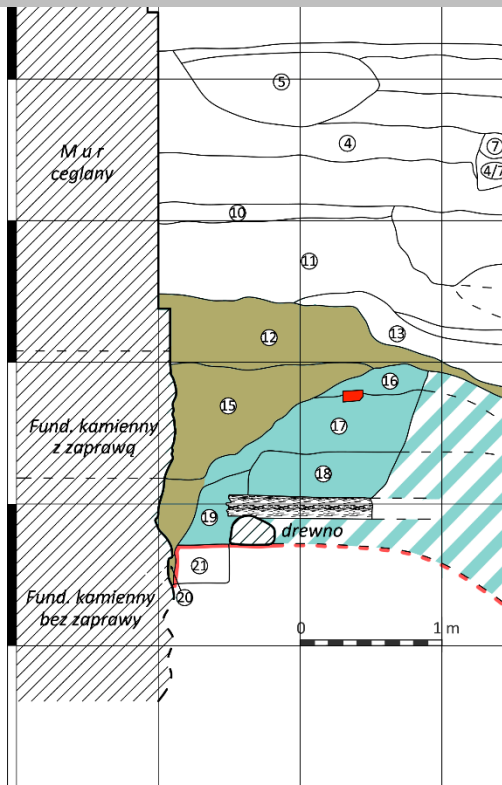 5
4
7
4/7
M u r
ceglany
10
11
12
13
16
15
17
Fund. kamienny
z zaprawą
18
19
drewno
21
20
Fund. kamienny
bez zaprawy
0 1 m